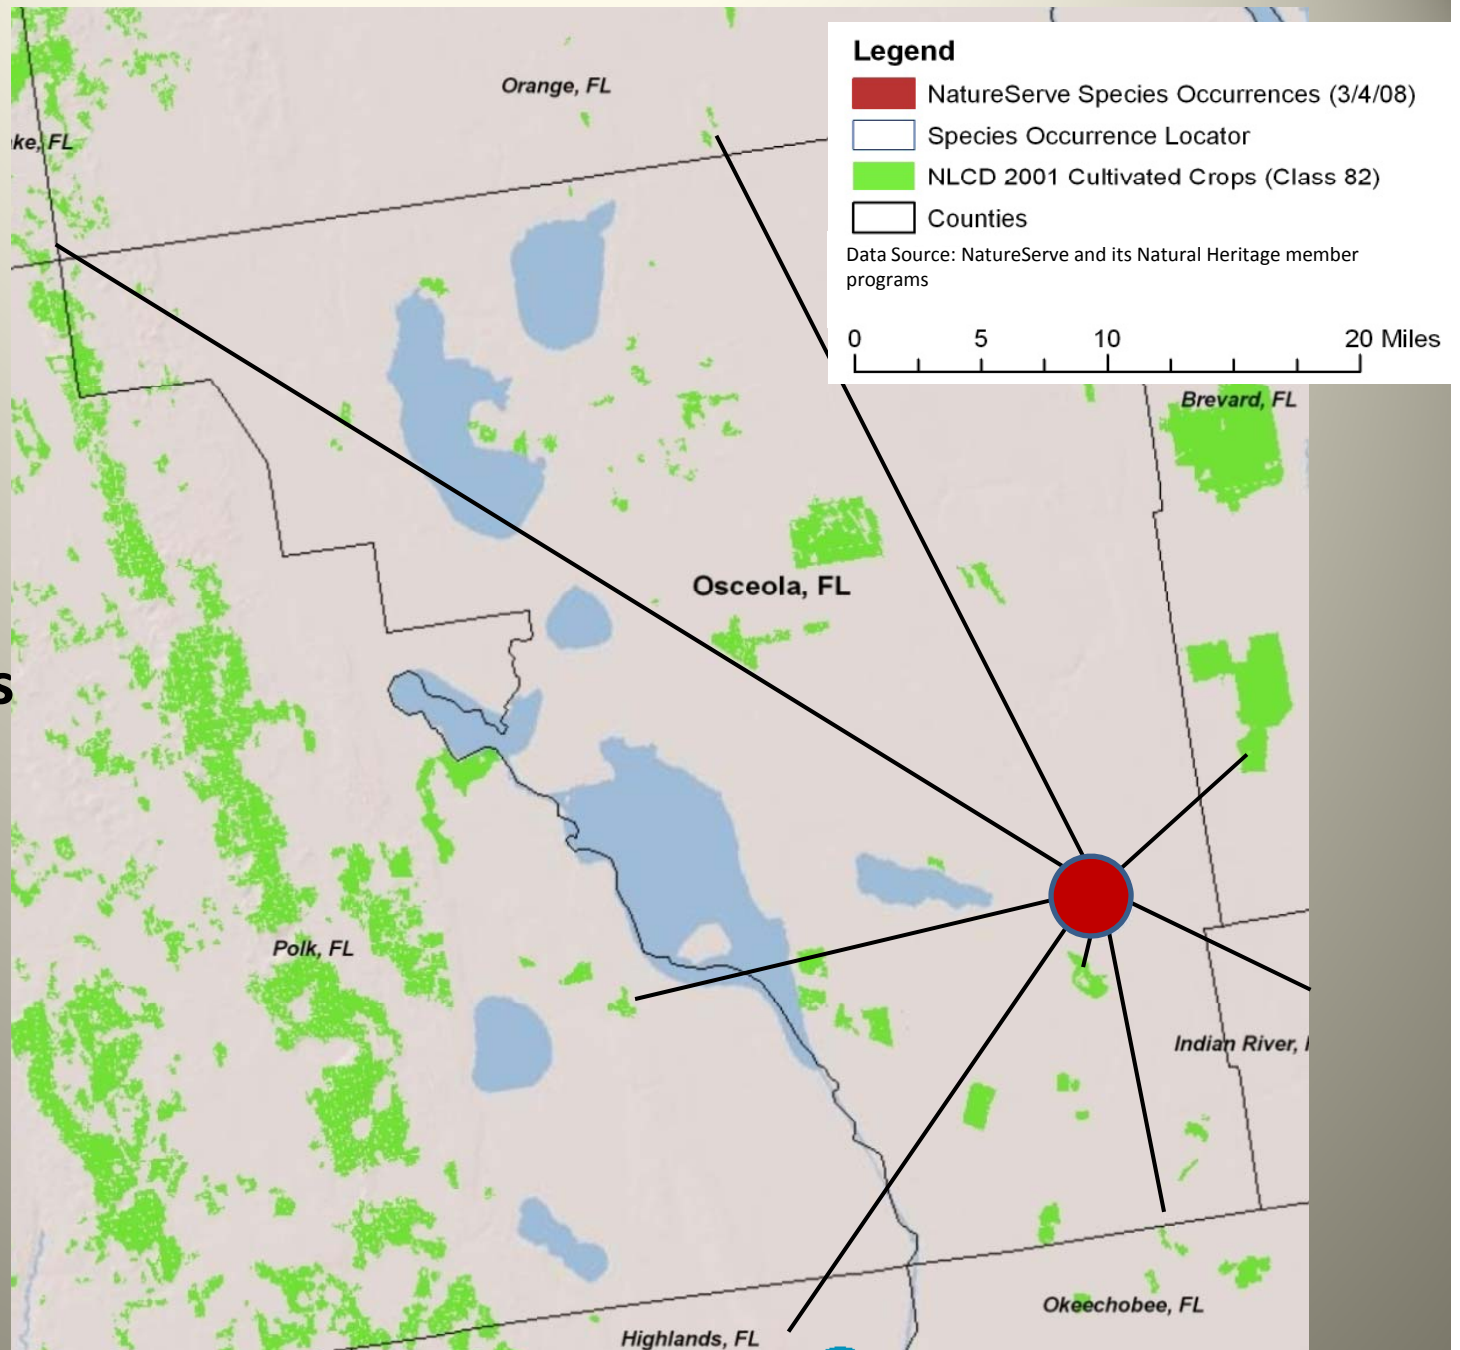 Legend
NatureServe Species Occurrences (3/4/08)
Species Occurrence Locator
NLCD 2001 Cultivated Crops (Class 82)
Counties
Data Source: NatureServe and its Natural Heritage member
programs
0 5 10 20 Miles
Orange, FL
ke, FL
Brevard, FL
Osceola, FL
s
Polk, FL
Indian River,
Okeechobee, FL
Highlands, FL